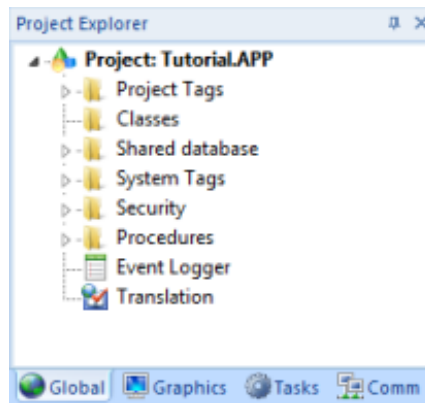 Project Explorer
Project: Tutorial.APP
Project Tags
Classes
Shared database
System Tags
Security
Procedures
Event Logger
Translation
Global Graphics Tasks Comm